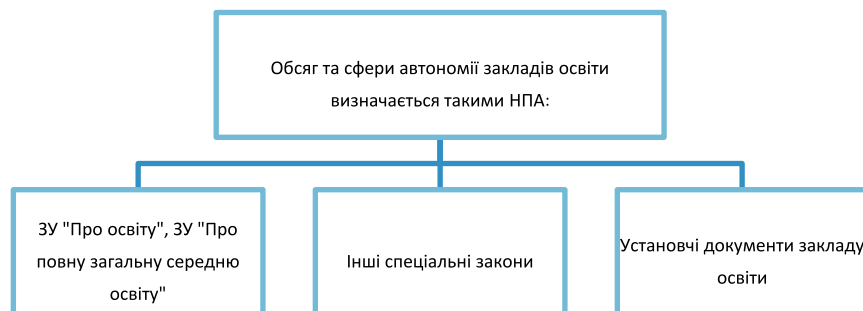 Обсяг та сфери автономії закладів освіти
визначається такими НПА:
ЗУ "Про освіту", ЗУ "Про
повну загальну середню
освіту"
Інші спеціальні закони
Установчі документи закладу
освіти